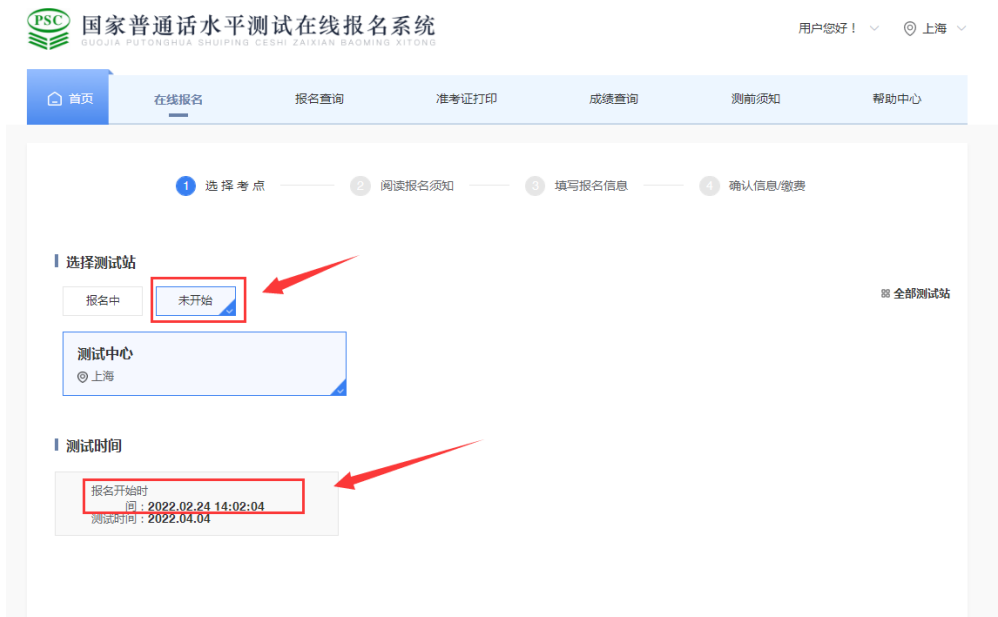 PSC
国家普通话水平测试在线报名系统
GUOJIA PUTONGHUA SHUIPING CESHI ZAIXIAN BAOMING XITONG
用户您好！
上海
首页
在线报名
报名查询
准考证打印
成绩查询
测前须知
帮助中心
1 选择考点
2 阅读报名须知
3 填写报名信息
4 确认信息/缴费
选择测试站
报名中
未开始
全部测试站
测试中心
上海
测试时间
报名开始时
间：2022.02.24 14:02:04
测试时间：2022.04.04